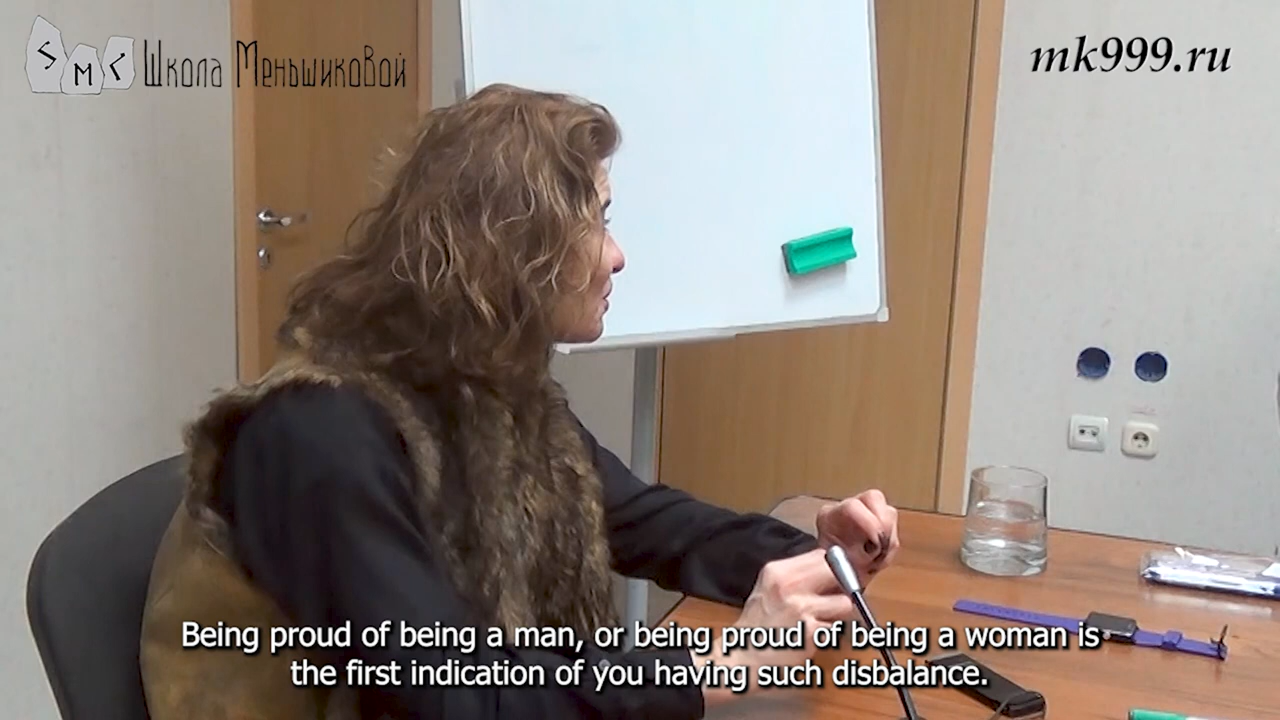 SMC Школа Меньшиковой
mk999.ru
Being proud of being a man, or being proud of being a woman is
the first indication of you having such disbalance.